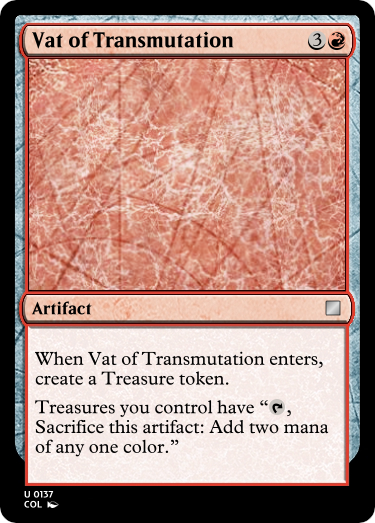 Vat of Transmutation 3
Artifact
When Vat of Transmutation enters,
create a Treasure token.
Treasures you control have “,
Sacrifice this artifact: Add two mana
of any one color.”
U 0137
COL